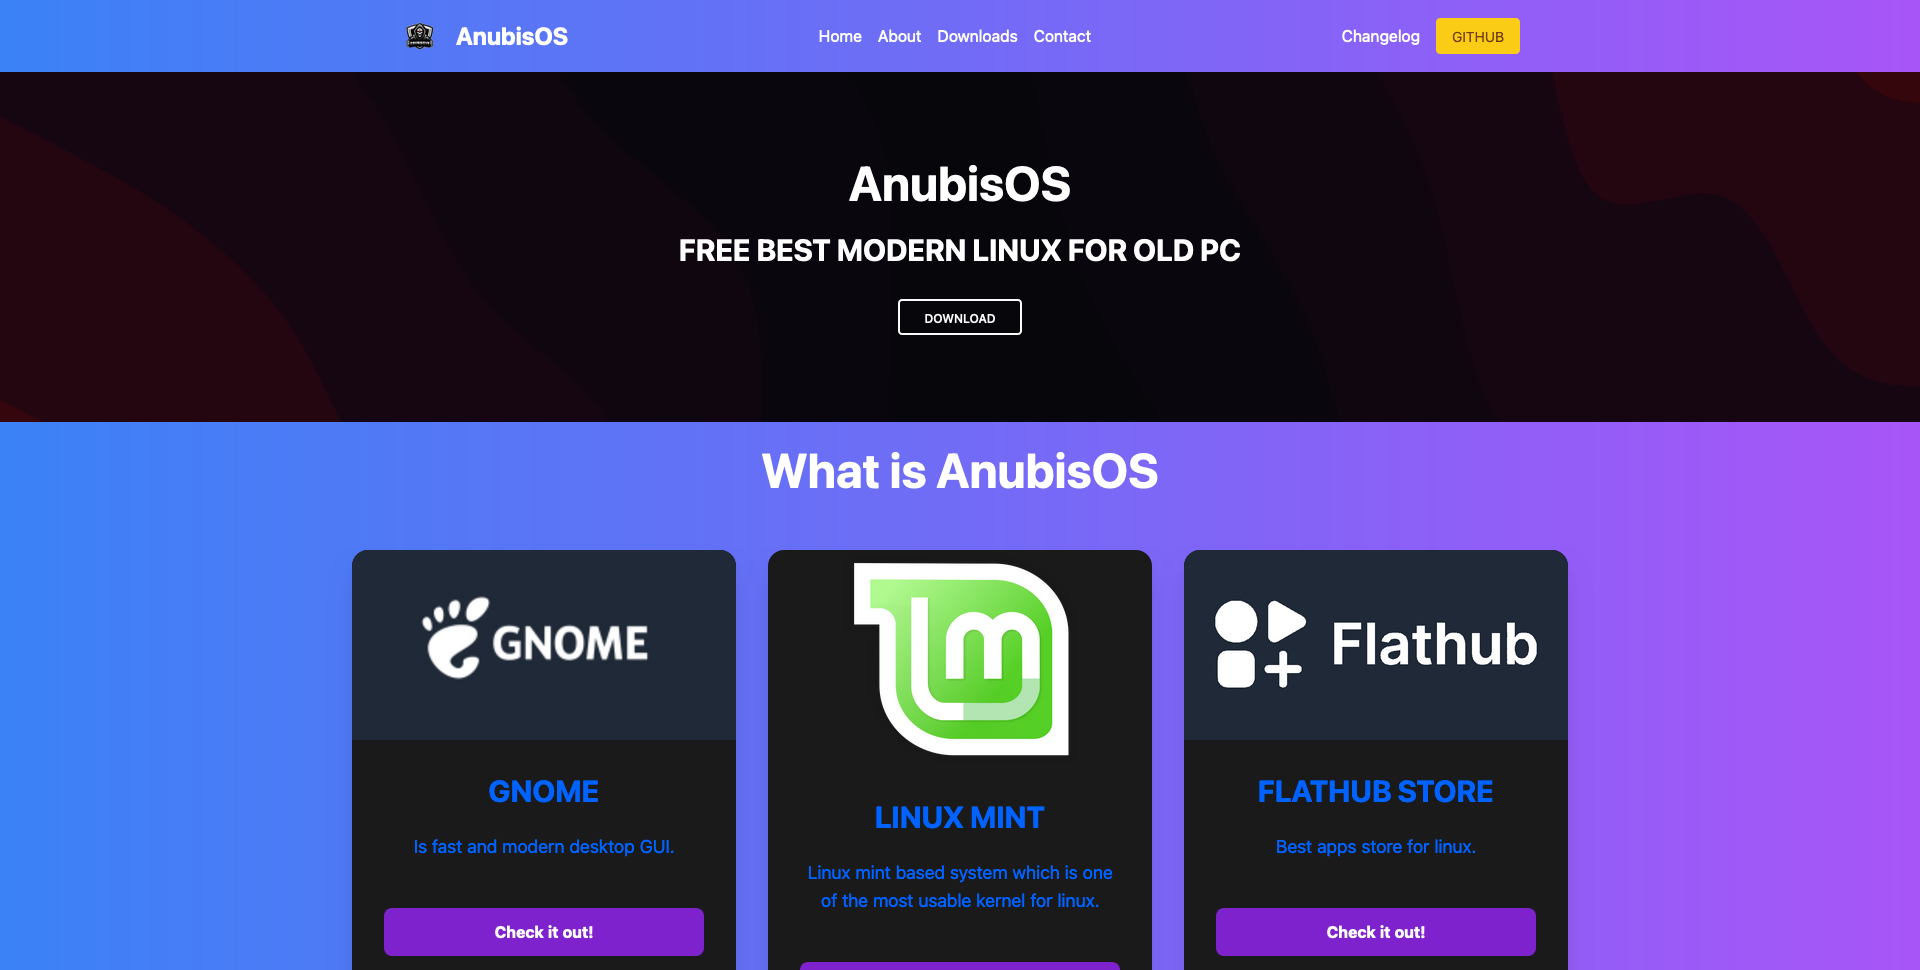 AnubisOS
Home About Downloads Contact
Changelog GITHUB
AnubisOS
FREE BEST MODERN LINUX FOR OLD PC
DOWNLOAD
What is AnubisOS
GNOME
GNOME
Is fast and modern desktop GUI.
Check it out!
lm
LINUX MINT
Linux mint based system which is one
of the most usable kernel for linux.
Flathub
FLATHUB STORE
Best apps store for linux.
Check it out!